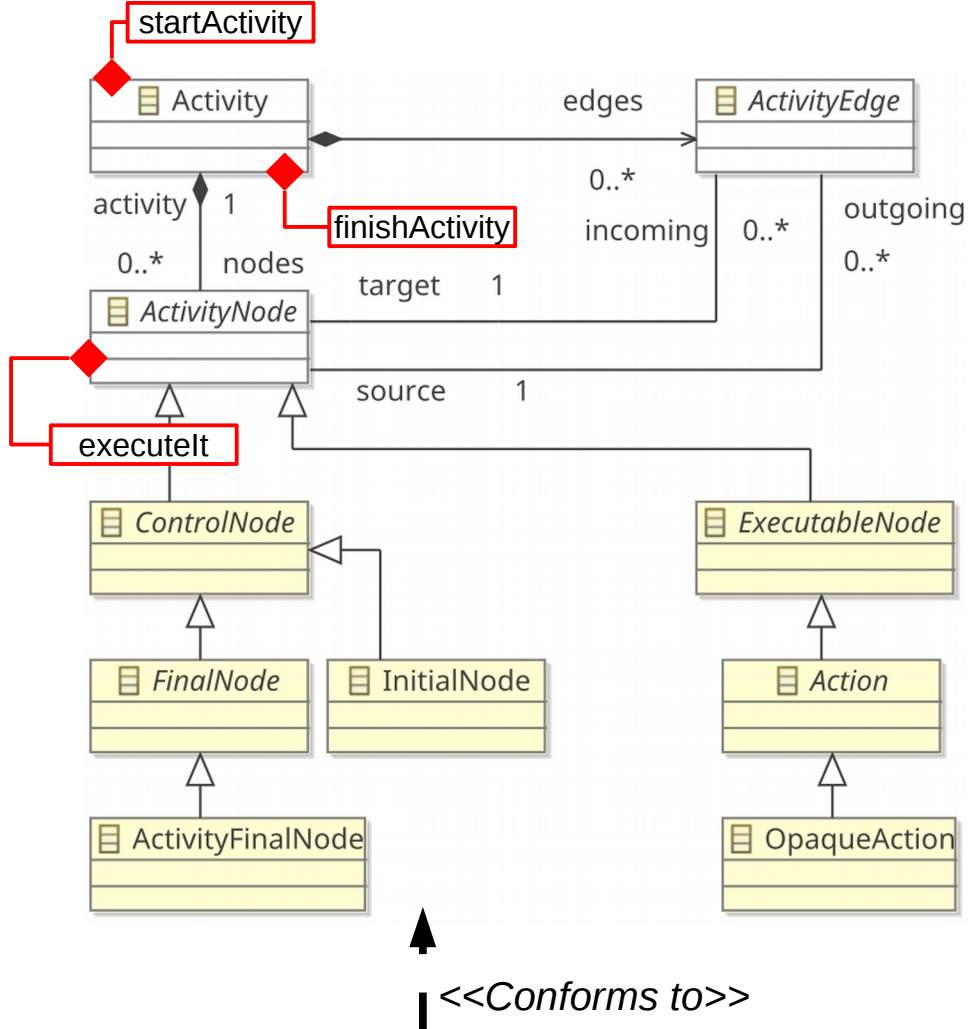 startActivity
Activity
edges
ActivityEdge
0..*
activity 1
finishActivity
incoming 0..*
outgoing
0..*
0..* nodes
target 1
ActivityNode
source 1
executeIt
ControlNode
ExecutableNode
FinalNode
InitialNode
Action
ActivityFinalNode
OpaqueAction
<<Conforms to>>